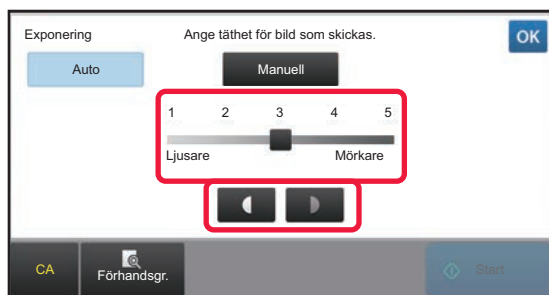 Exponering Ange täthet för bild som skickas. OK
Auto Manuell
1 2 3 4 5
Ljusare Mörkare
CA Förhandsgr. Start